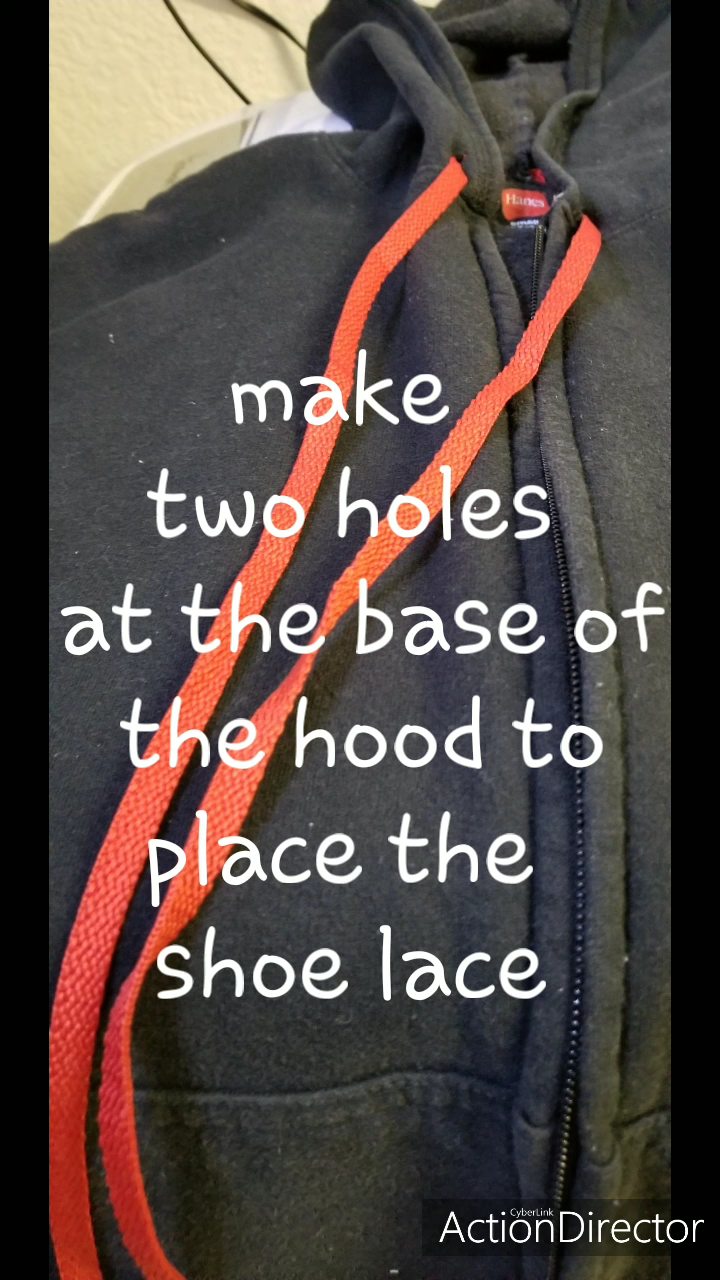 Hanes
make
two holes
at the base of
the hood to
place the
shoe lace
CyberLink
ActionDirector